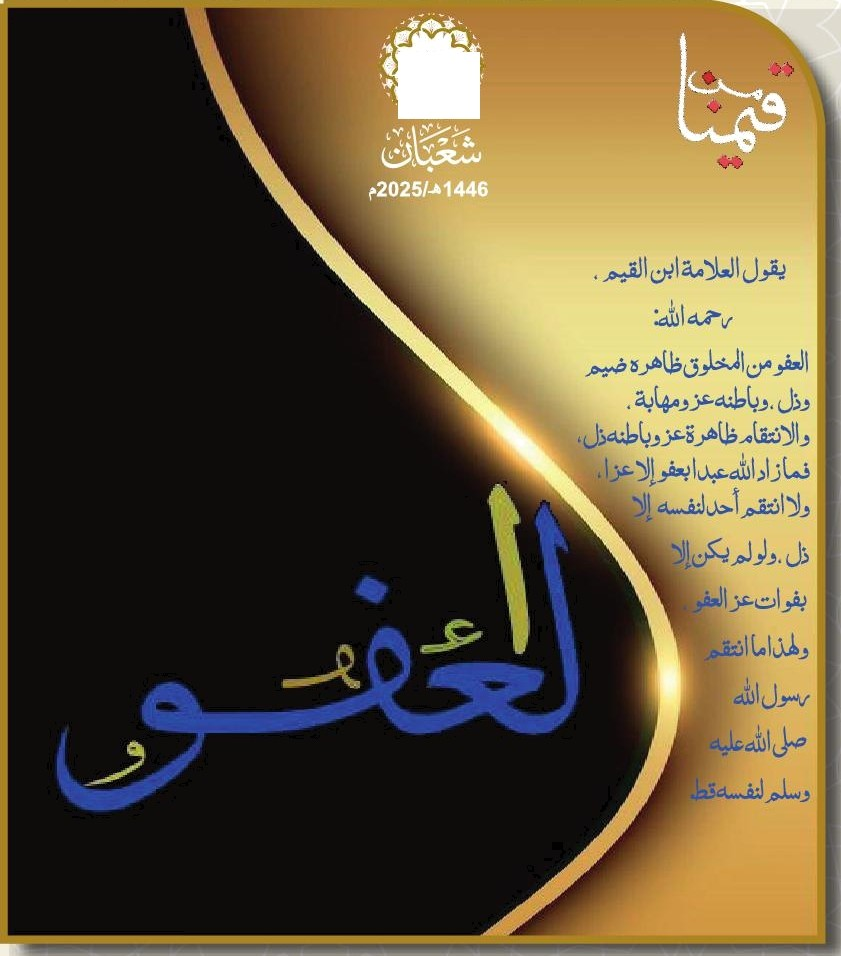 من قيمنا
شعبان
1446هـ/2025م
يقول العلامة ابن القيم .
رحمه الله:
العفو من المخلوق ظاهره ضيم
وذل ،وباطنه عز ومهابة ،
والانتقام ظاهرة عز وباطنه ذل،
فما زاد الله عبدا بعفو إلا عزا ،
ولا انتقم أحد لنفسه إلا
ذل ،ولو لم يكن إلا
بفوات عز العفو .
ولهذا ما انتقم
رسول الله
صلى الله عليه
وسلم لنفسه قط.
العفو